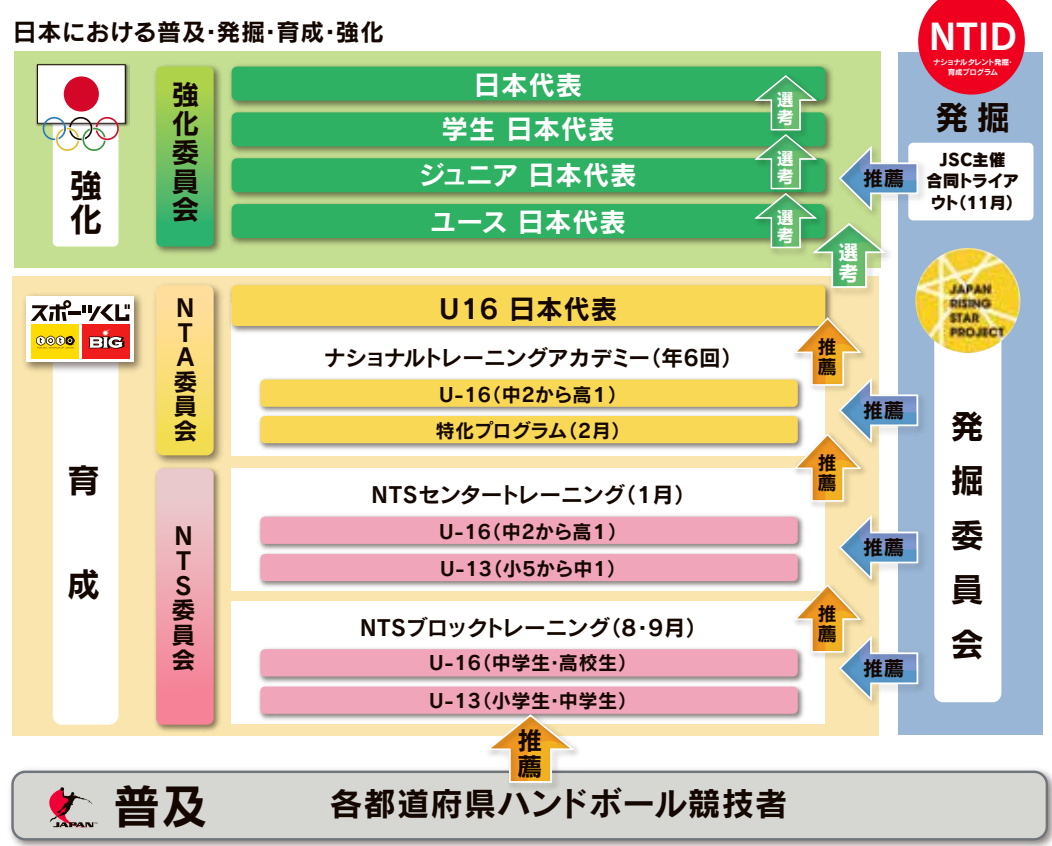 日本における普及・発掘・育成・強化
NTID
ナショナルタレント発掘・
育成プログラム
発掘
JSC主催
合同トライア
ウト（11月）
推薦
強化
強化委員会
日本代表
選考
学生 日本代表
選考
ジュニア 日本代表
選考
ユース 日本代表
選考
スポーツくじ
toto
BIG
育成
NTA委員会
U16 日本代表
ナショナルトレーニングアカデミー（年6回）
推薦
U-16（中2から高1）
推薦
特化プログラム（2月）
推薦
NTS委員会
NTSセンタートレーニング（1月）
U-16（中2から高1）
推薦
U-13（小5から中1）
推薦
NTSブロックトレーニング（8・9月）
U-16（中学生・高校生）
推薦
U-13（小学生・中学生）
推薦
JAPAN
RISING
STAR
PROJECT
発掘委員会
JAPAN
普及
各都道府県ハンドボール競技者